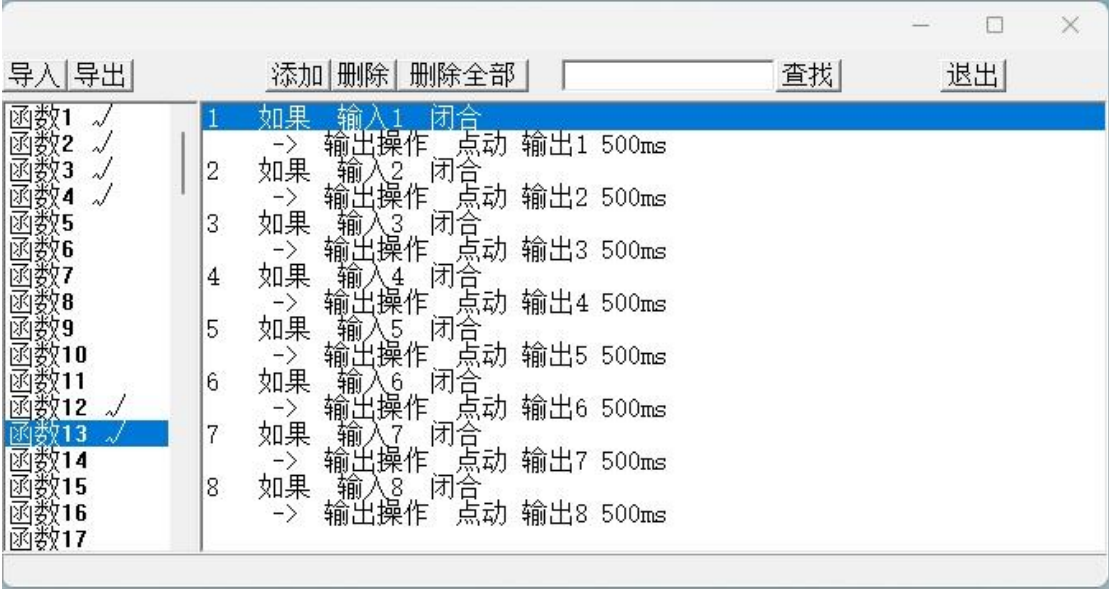 导入 导出 添加 删除 删除全部 查找 退出
函数1 √
函数2 √
函数3 √
函数4 √
函数5
函数6
函数7
函数8
函数9
函数10
函数11
函数12 √
函数13 √
函数14
函数15
函数16
函数17
1 如果 输入1 闭合
-> 输出操作 点动 输出1 500ms
2 如果 输入2 闭合
-> 输出操作 点动 输出2 500ms
3 如果 输入3 闭合
-> 输出操作 点动 输出3 500ms
4 如果 输入4 闭合
-> 输出操作 点动 输出4 500ms
5 如果 输入5 闭合
-> 输出操作 点动 输出5 500ms
6 如果 输入6 闭合
-> 输出操作 点动 输出6 500ms
7 如果 输入7 闭合
-> 输出操作 点动 输出7 500ms
8 如果 输入8 闭合
-> 输出操作 点动 输出8 500ms